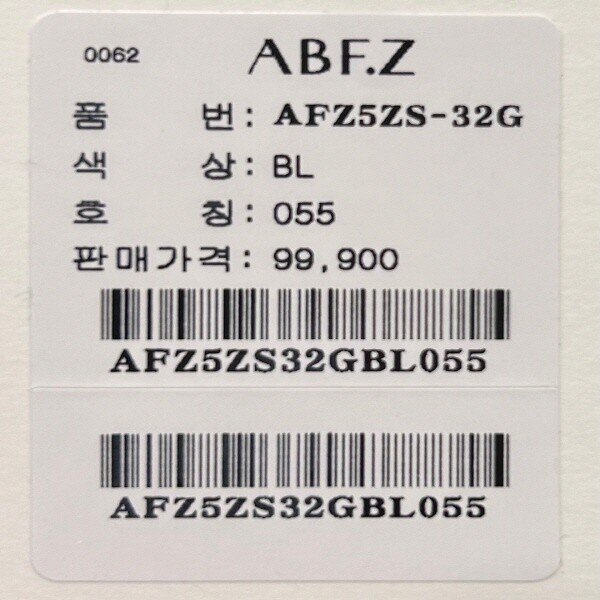 0062 ABF.Z
품 번: AFZ5ZS-32G
색 상: BL
호 칭: 055
판매가격: 99,900
AFZ5ZS32GBL055
AFZ5ZS32GBL055